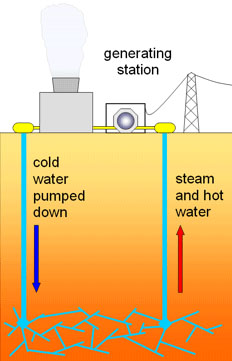 generating
station
cold
water
pumped
down
steam
and hot
water